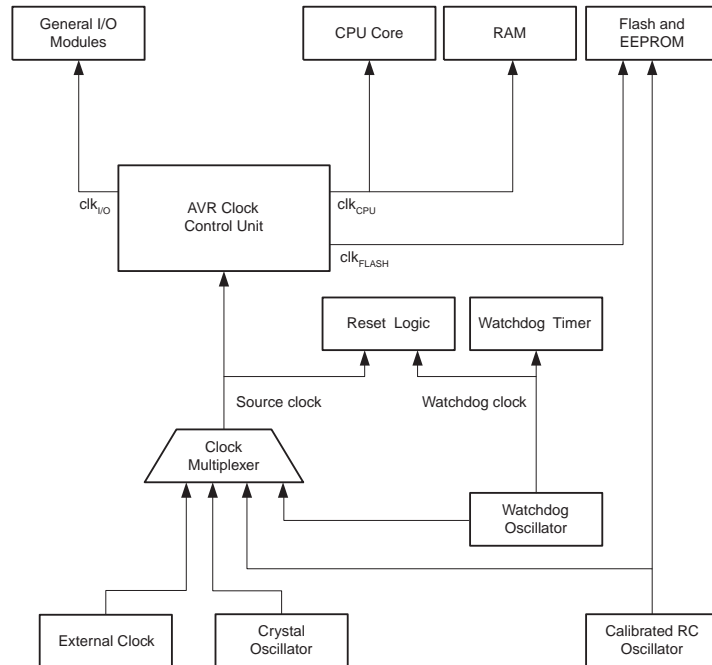 General I/O
Modules
CPU Core
RAM
Flash and
EEPROM
clkI/O
AVR Clock
Control Unit
clkCPU
clkFLASH
Reset Logic
Watchdog Timer
Source clock
Watchdog clock
Clock
Multiplexer
Watchdog
Oscillator
External Clock
Crystal
Oscillator
Calibrated RC
Oscillator